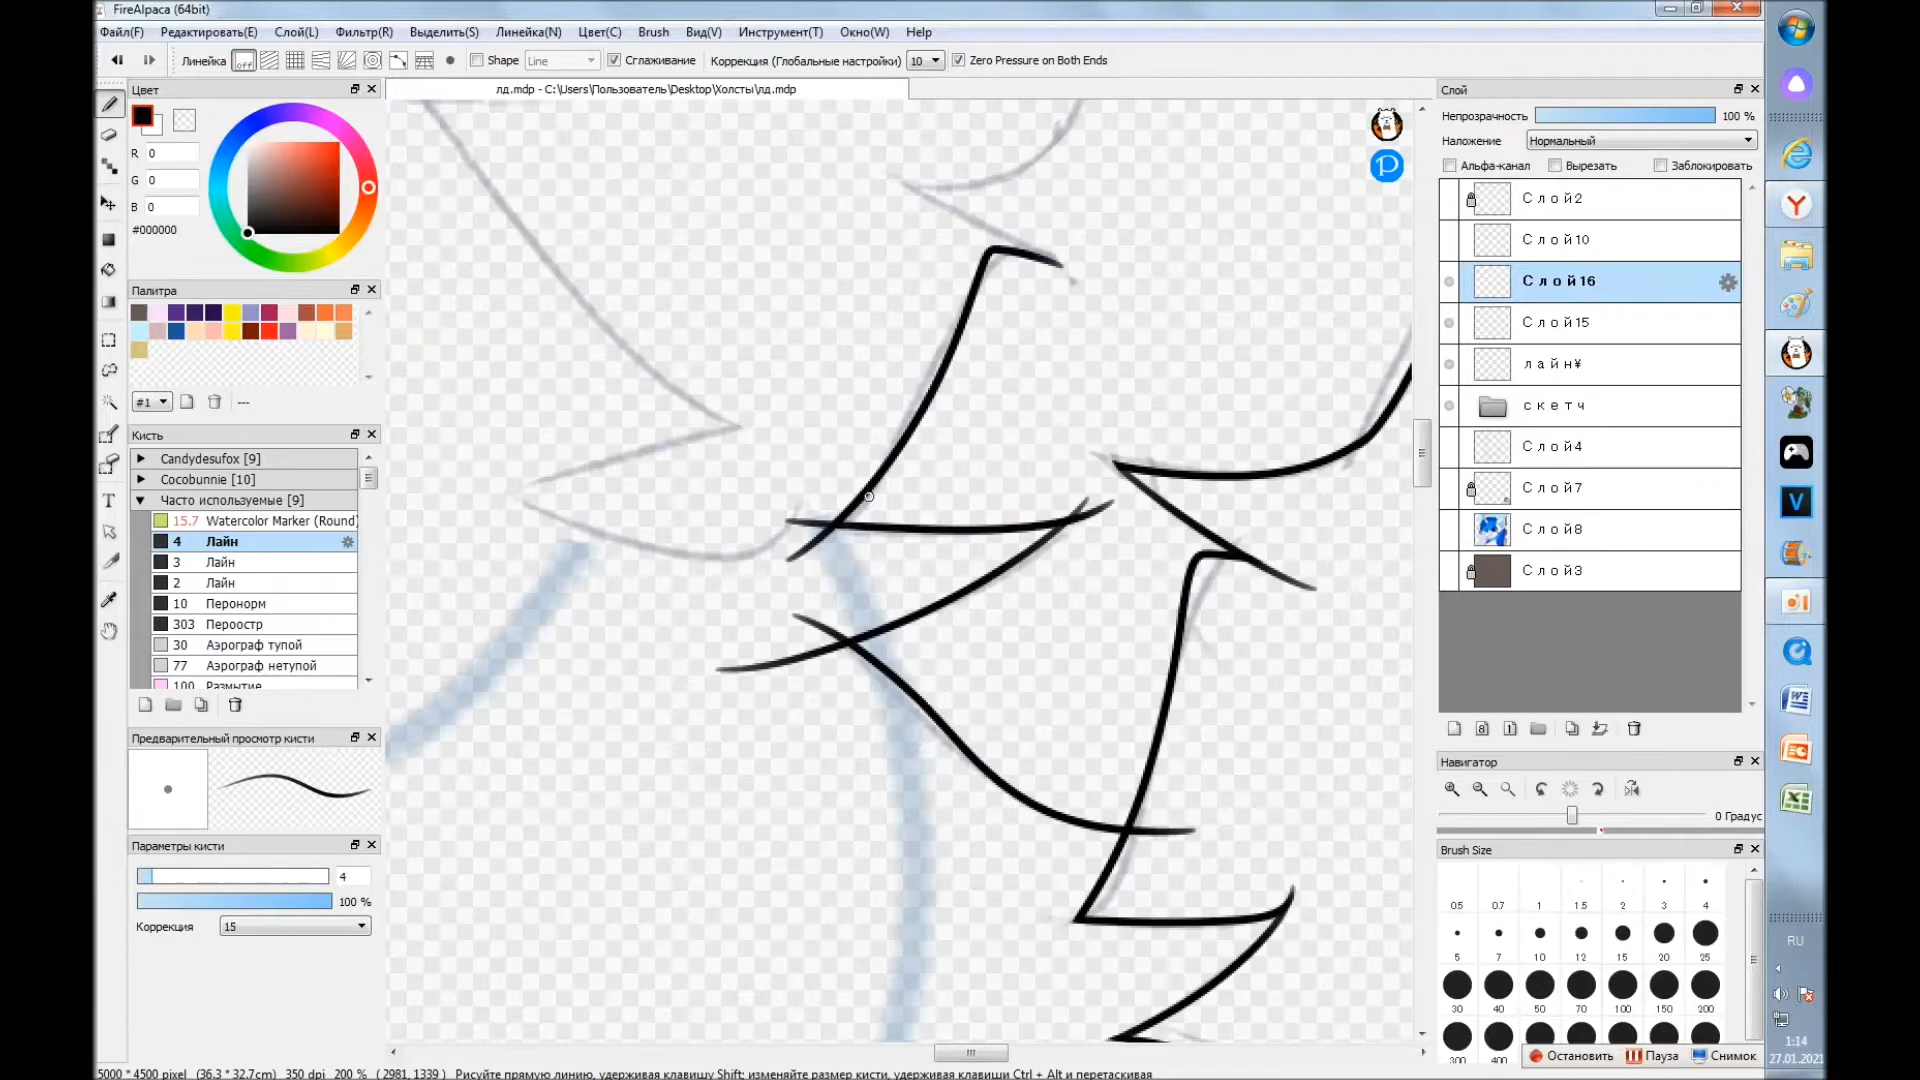 FireAlpaca (64bit)
Файл(F) Редактировать(E) Слой(L) Фильтр(R) Выделить(S) Линейка(N) Цвет(C) Brush Вид(V) Инструмент(T) Окно(W) Help
Линейка off Shape Line Сглаживание Коррекция (Глобальные настройки) 10 Zero Pressure on Both Ends
Цвет
лд.mdp - C:\Users\Пользователь\Desktop\Холсты\лд.mdp
R 0
G 0
B 0
#000000
Палитра
#1 ---
Кисть
Candydesufox [9]
Cocobunnie [10]
Часто используемые [9]
15.7 Watercolor Marker (Round)
4 Лайн
3 Лайн
2 Лайн
10 Перонорм
303 Пероостр
30 Аэрограф тупой
77 Аэрограф нетупой
100 Размытие
Предварительный просмотр кисти
Параметры кисти
4
100 %
Коррекция 15
Слой
Непрозрачность 100 %
Наложение Нормальный
Альфа-канал Вырезать Заблокировать
Слой2
Слой10
Слой16
Слой15
лайн¥
скетч
Слой4
Слой7
Слой8
Слой3
Навигатор
0 Градус
Brush Size
0.5 0.7 1 1.5 2 3 4
5 7 10 12 15 20 25
30 40 50 70 100 150 200
300 400
Остановить Пауза Снимок
RU
1:14
27.01.2021
5000 * 4500 pixel (36.3 * 32.7cm) 350 dpi 200 % ( 2981, 1339 ) Рисуйте прямую линию, удерживая клавишу Shift; изменяйте размер кисти, удерживая клавиши Ctrl + Alt и перетаскивая